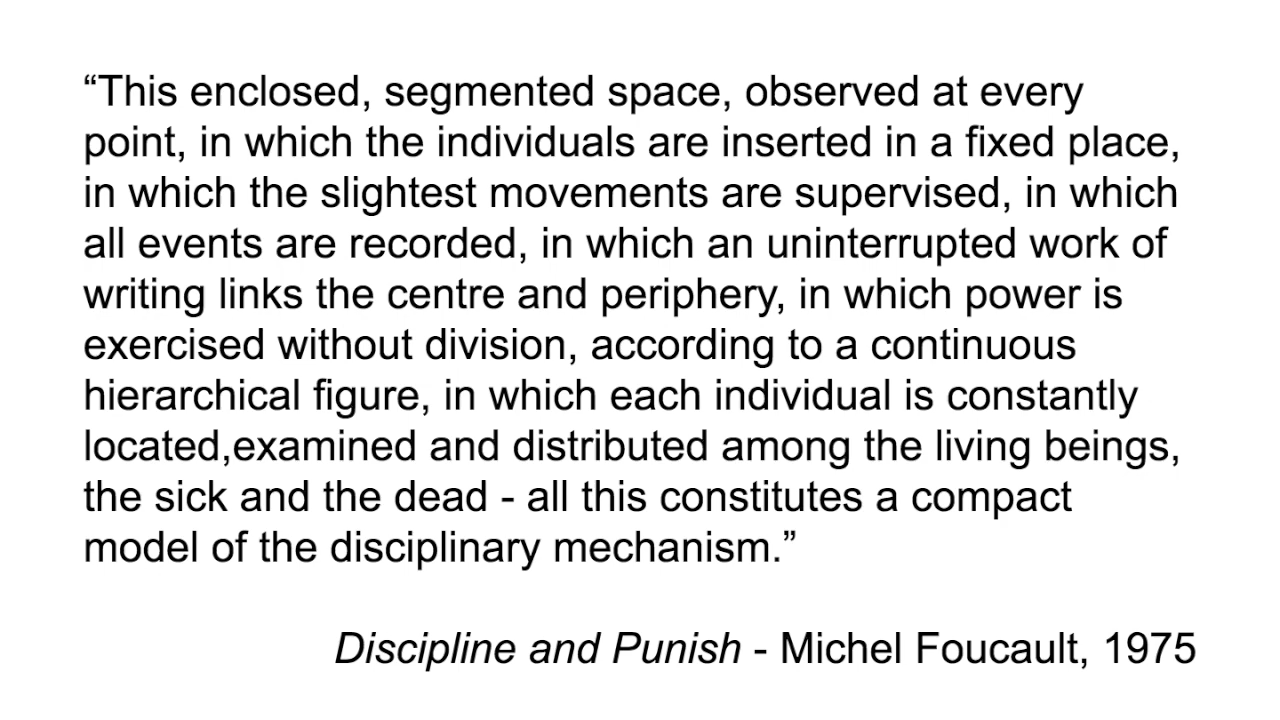 “This enclosed, segmented space, observed at every
point, in which the individuals are inserted in a fixed place,
in which the slightest movements are supervised, in which
all events are recorded, in which an uninterrupted work of
writing links the centre and periphery, in which power is
exercised without division, according to a continuous
hierarchical figure, in which each individual is constantly
located,examined and distributed among the living beings,
the sick and the dead - all this constitutes a compact
model of the disciplinary mechanism.”
Discipline and Punish - Michel Foucault, 1975